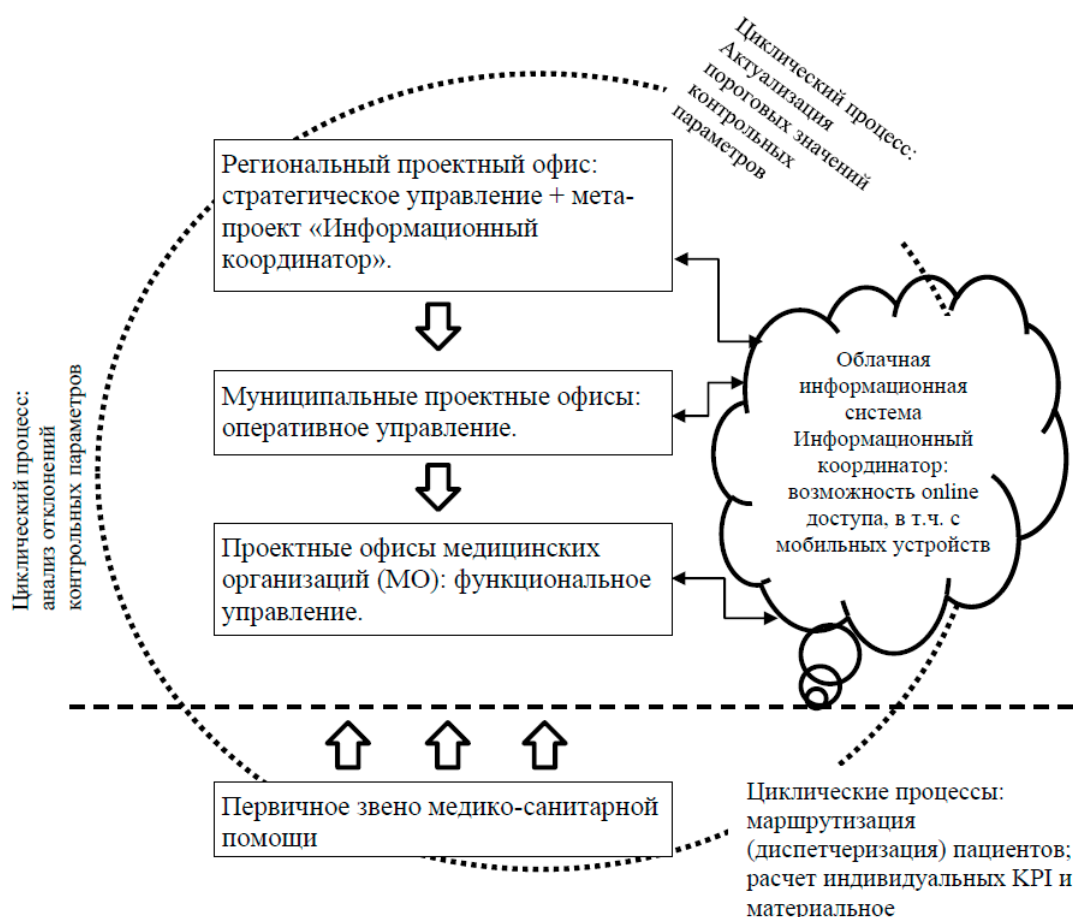 Циклический процесс:
Актуализация
пороговых значений
контрольных
параметров
Региональный проектный офис:
стратегическое управление + мета-
проект «Информационный
координатор».
Муниципальные проектные офисы:
оперативное управление.
Проектные офисы медицинских
организаций (МО): функциональное
управление.
Облачная
информационная
система
Информационный
координатор:
возможность online
доступа, в т.ч. с
мобильных устройств
Циклический процесс:
анализ отклонений
контрольных параметров
Первичное звено медико-санитарной
помощи
Циклические процессы:
маршрутизация
(диспетчеризация) пациентов;
расчет индивидуальных KPI и
материальное